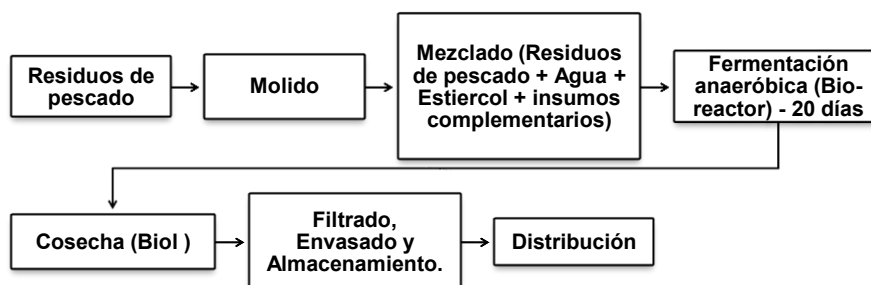 Residuos de
pescado
Molido
Mezclado (Residuos
de pescado + Agua +
Estiercol + insumos
complementarios)
Fermentación
anaeróbica (Bio-
reactor) - 20 días
Cosecha (Biol )
Filtrado,
Envasado y
Almacenamiento.
Distribución